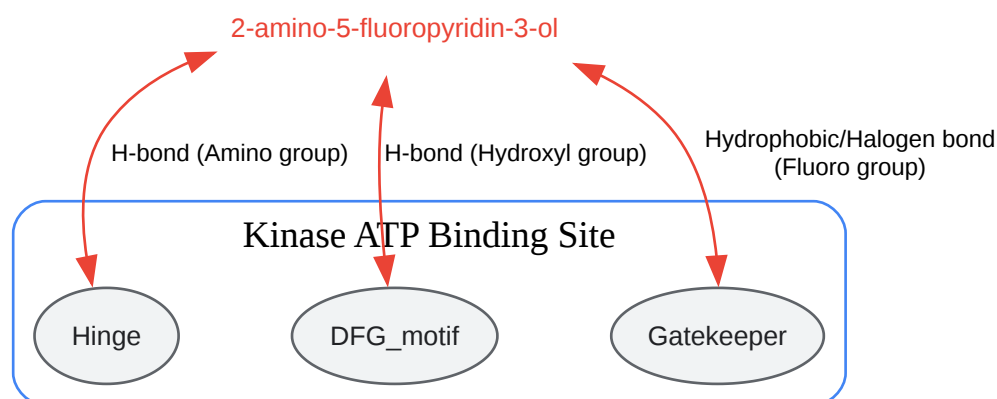 2-amino-5-fluoropyridin-3-ol
H-bond (Amino group)
H-bond (Hydroxyl group)
Hydrophobic/Halogen bond
(Fluoro group)
Kinase ATP Binding Site
Hinge
DFG_motif
Gatekeeper